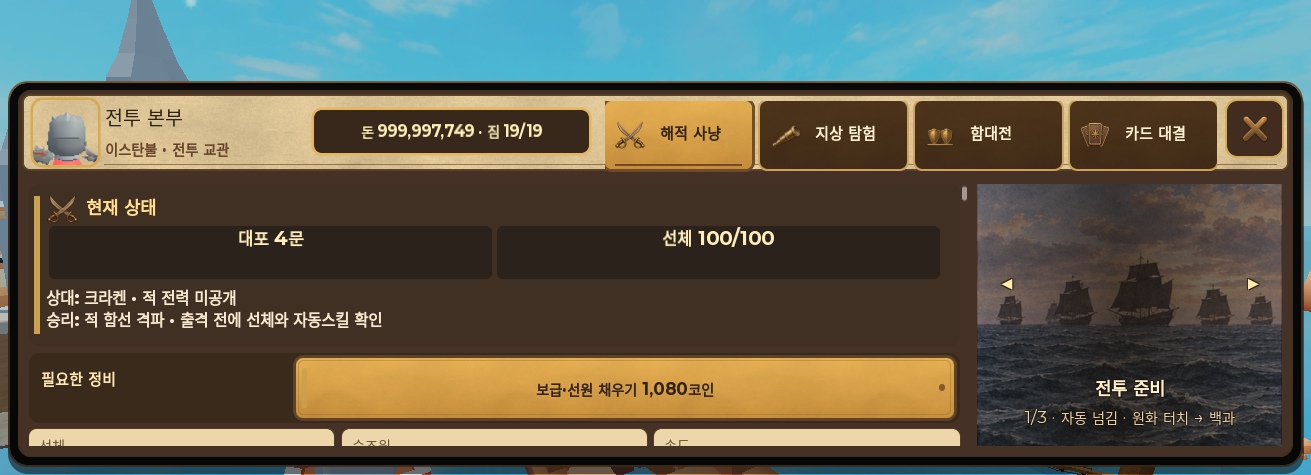 전투 본부
이스탄불 · 전투 교관
돈 999,997,749 · 짐 19/19
해적 사냥
지상 탐험
함대전
카드 대결
현재 상태
대포 4문
선체 100/100
상대: 크라켄 • 적 전력 미공개
승리: 적 함선 격파 • 출격 전에 선체와 자동스킬 확인
필요한 정비
보급·선원 채우기 1,080코인
전투 준비
1/3 · 자동 넘김 · 원화 터치 → 백과